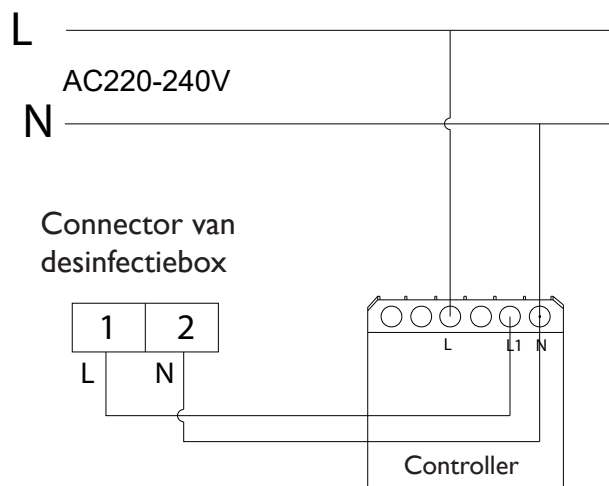 L
AC220-240V
N
Connector van
desinfectiebox
1 2
L N
L L1 N
Controller